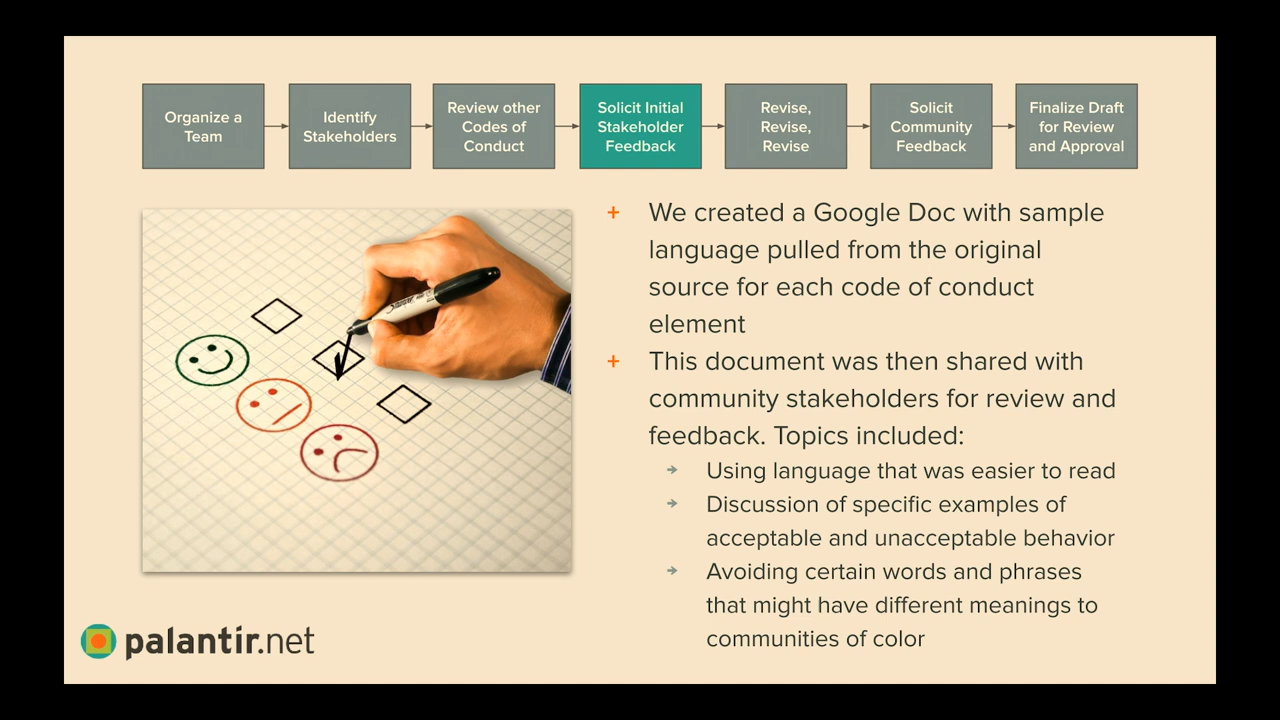 Organize a
Team
Identify
Stakeholders
Review other
Codes of
Conduct
Solicit Initial
Stakeholder
Feedback
Revise,
Revise,
Revise
Solicit
Community
Feedback
Finalize Draft
for Review
and Approval
+ We created a Google Doc with sample
language pulled from the original
source for each code of conduct
element
+ This document was then shared with
community stakeholders for review and
feedback. Topics included:
→ Using language that was easier to read
→ Discussion of specific examples of
acceptable and unacceptable behavior
→ Avoiding certain words and phrases
that might have different meanings to
communities of color
Sharpie
palantir.net